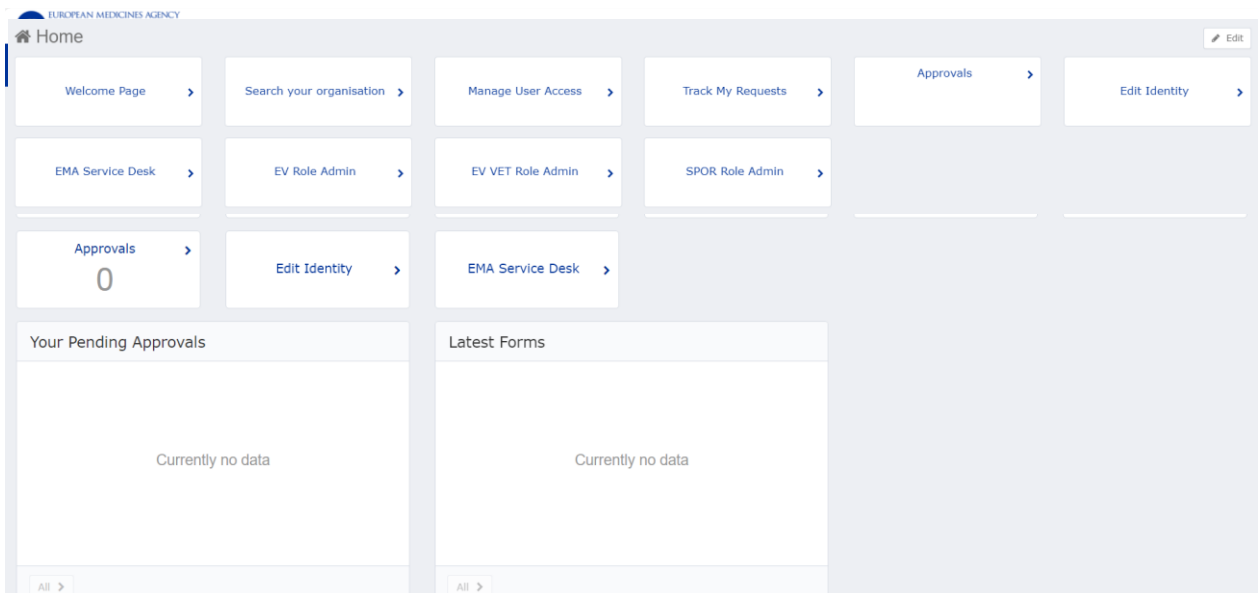 EUROPEAN MEDICINES AGENCY
Home
Edit
Welcome Page
Search your organisation
Manage User Access
Track My Requests
Approvals
Edit Identity
EMA Service Desk
EV Role Admin
EV VET Role Admin
SPOR Role Admin
Approvals
0
Edit Identity
EMA Service Desk
Your Pending Approvals
Latest Forms
Currently no data
Currently no data
All
All